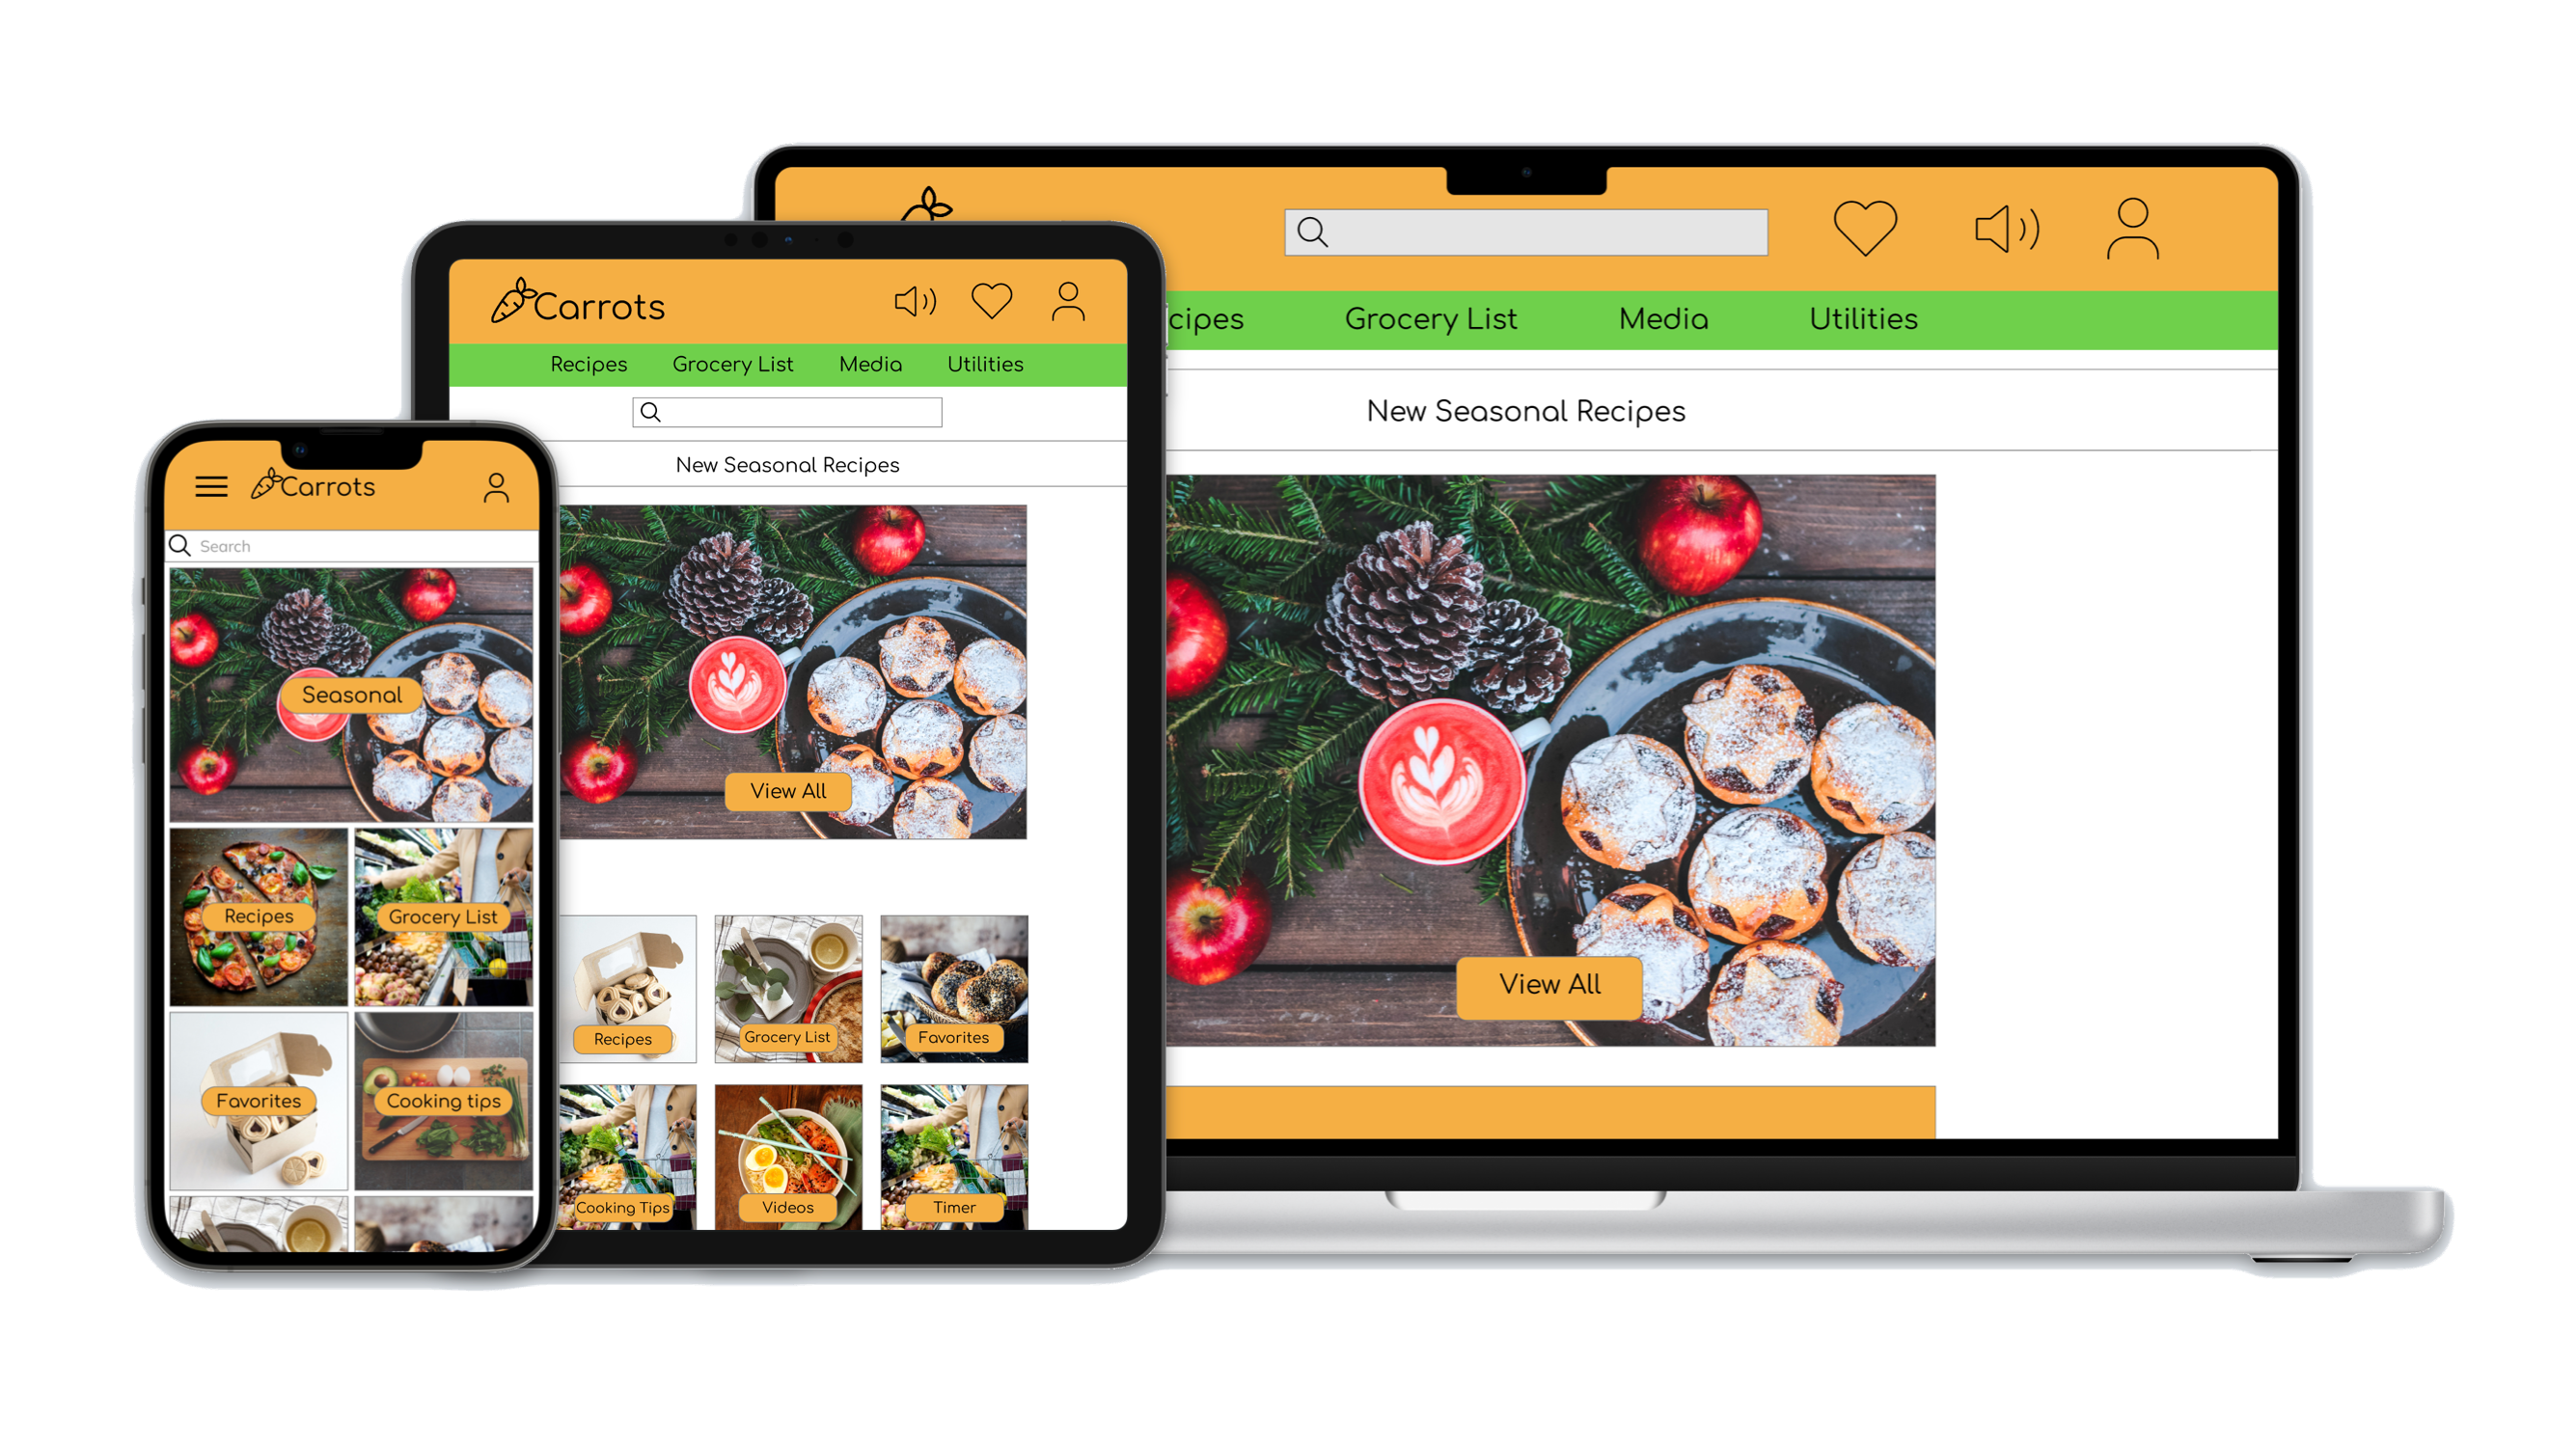 Carrots
Search
Seasonal
Recipes
Grocery List
Favorites
Cooking tips
Carrots
Recipes Grocery List Media Utilities
New Seasonal Recipes
View All
Recipes
Grocery List
Favorites
Cooking Tips
Videos
Timer
cipes Grocery List Media Utilities
New Seasonal Recipes
View All